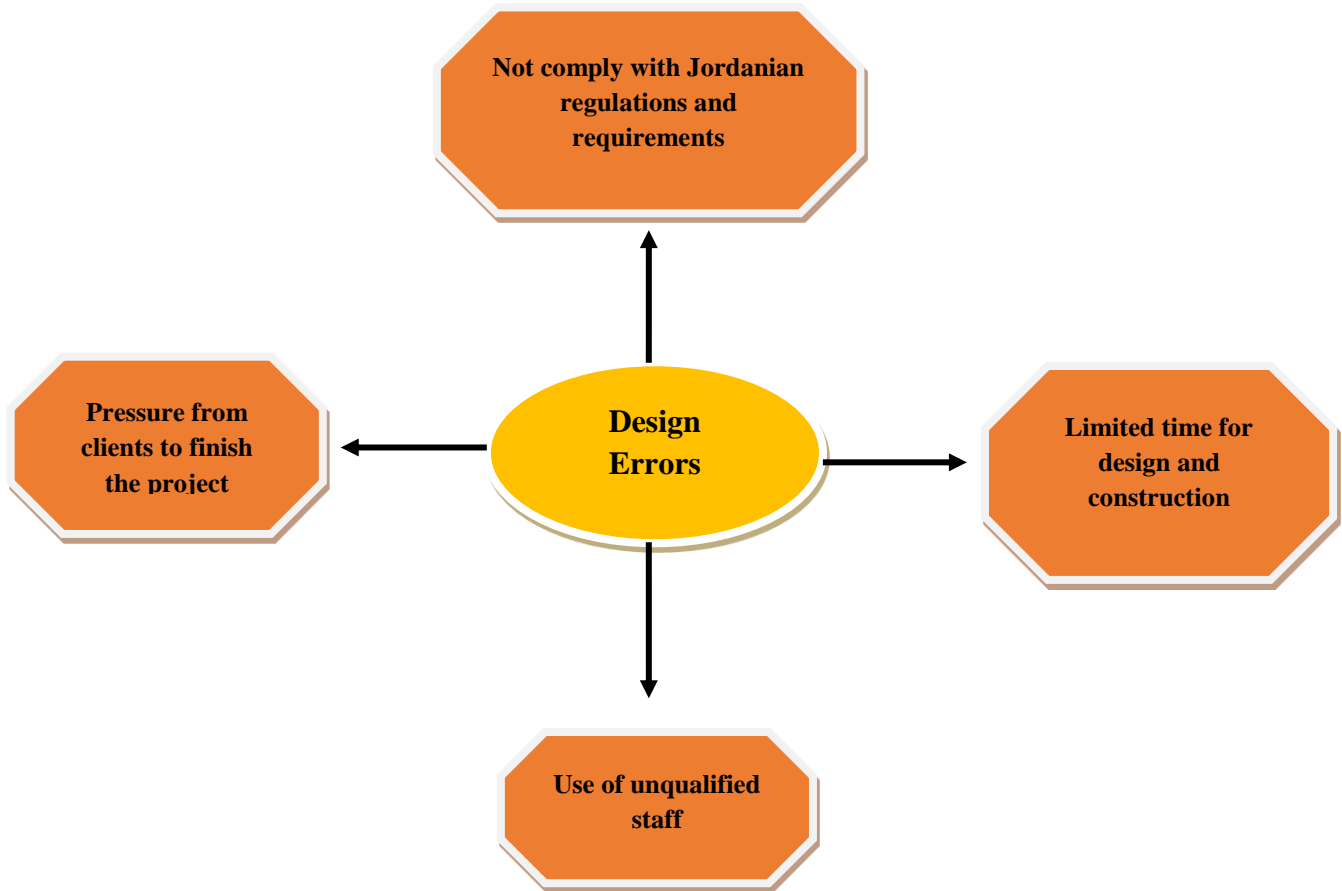 Not comply with Jordanian
regulations and
requirements
Pressure from
clients to finish
the project
Design
Errors
Limited time for
design and
construction
Use of unqualified
staff